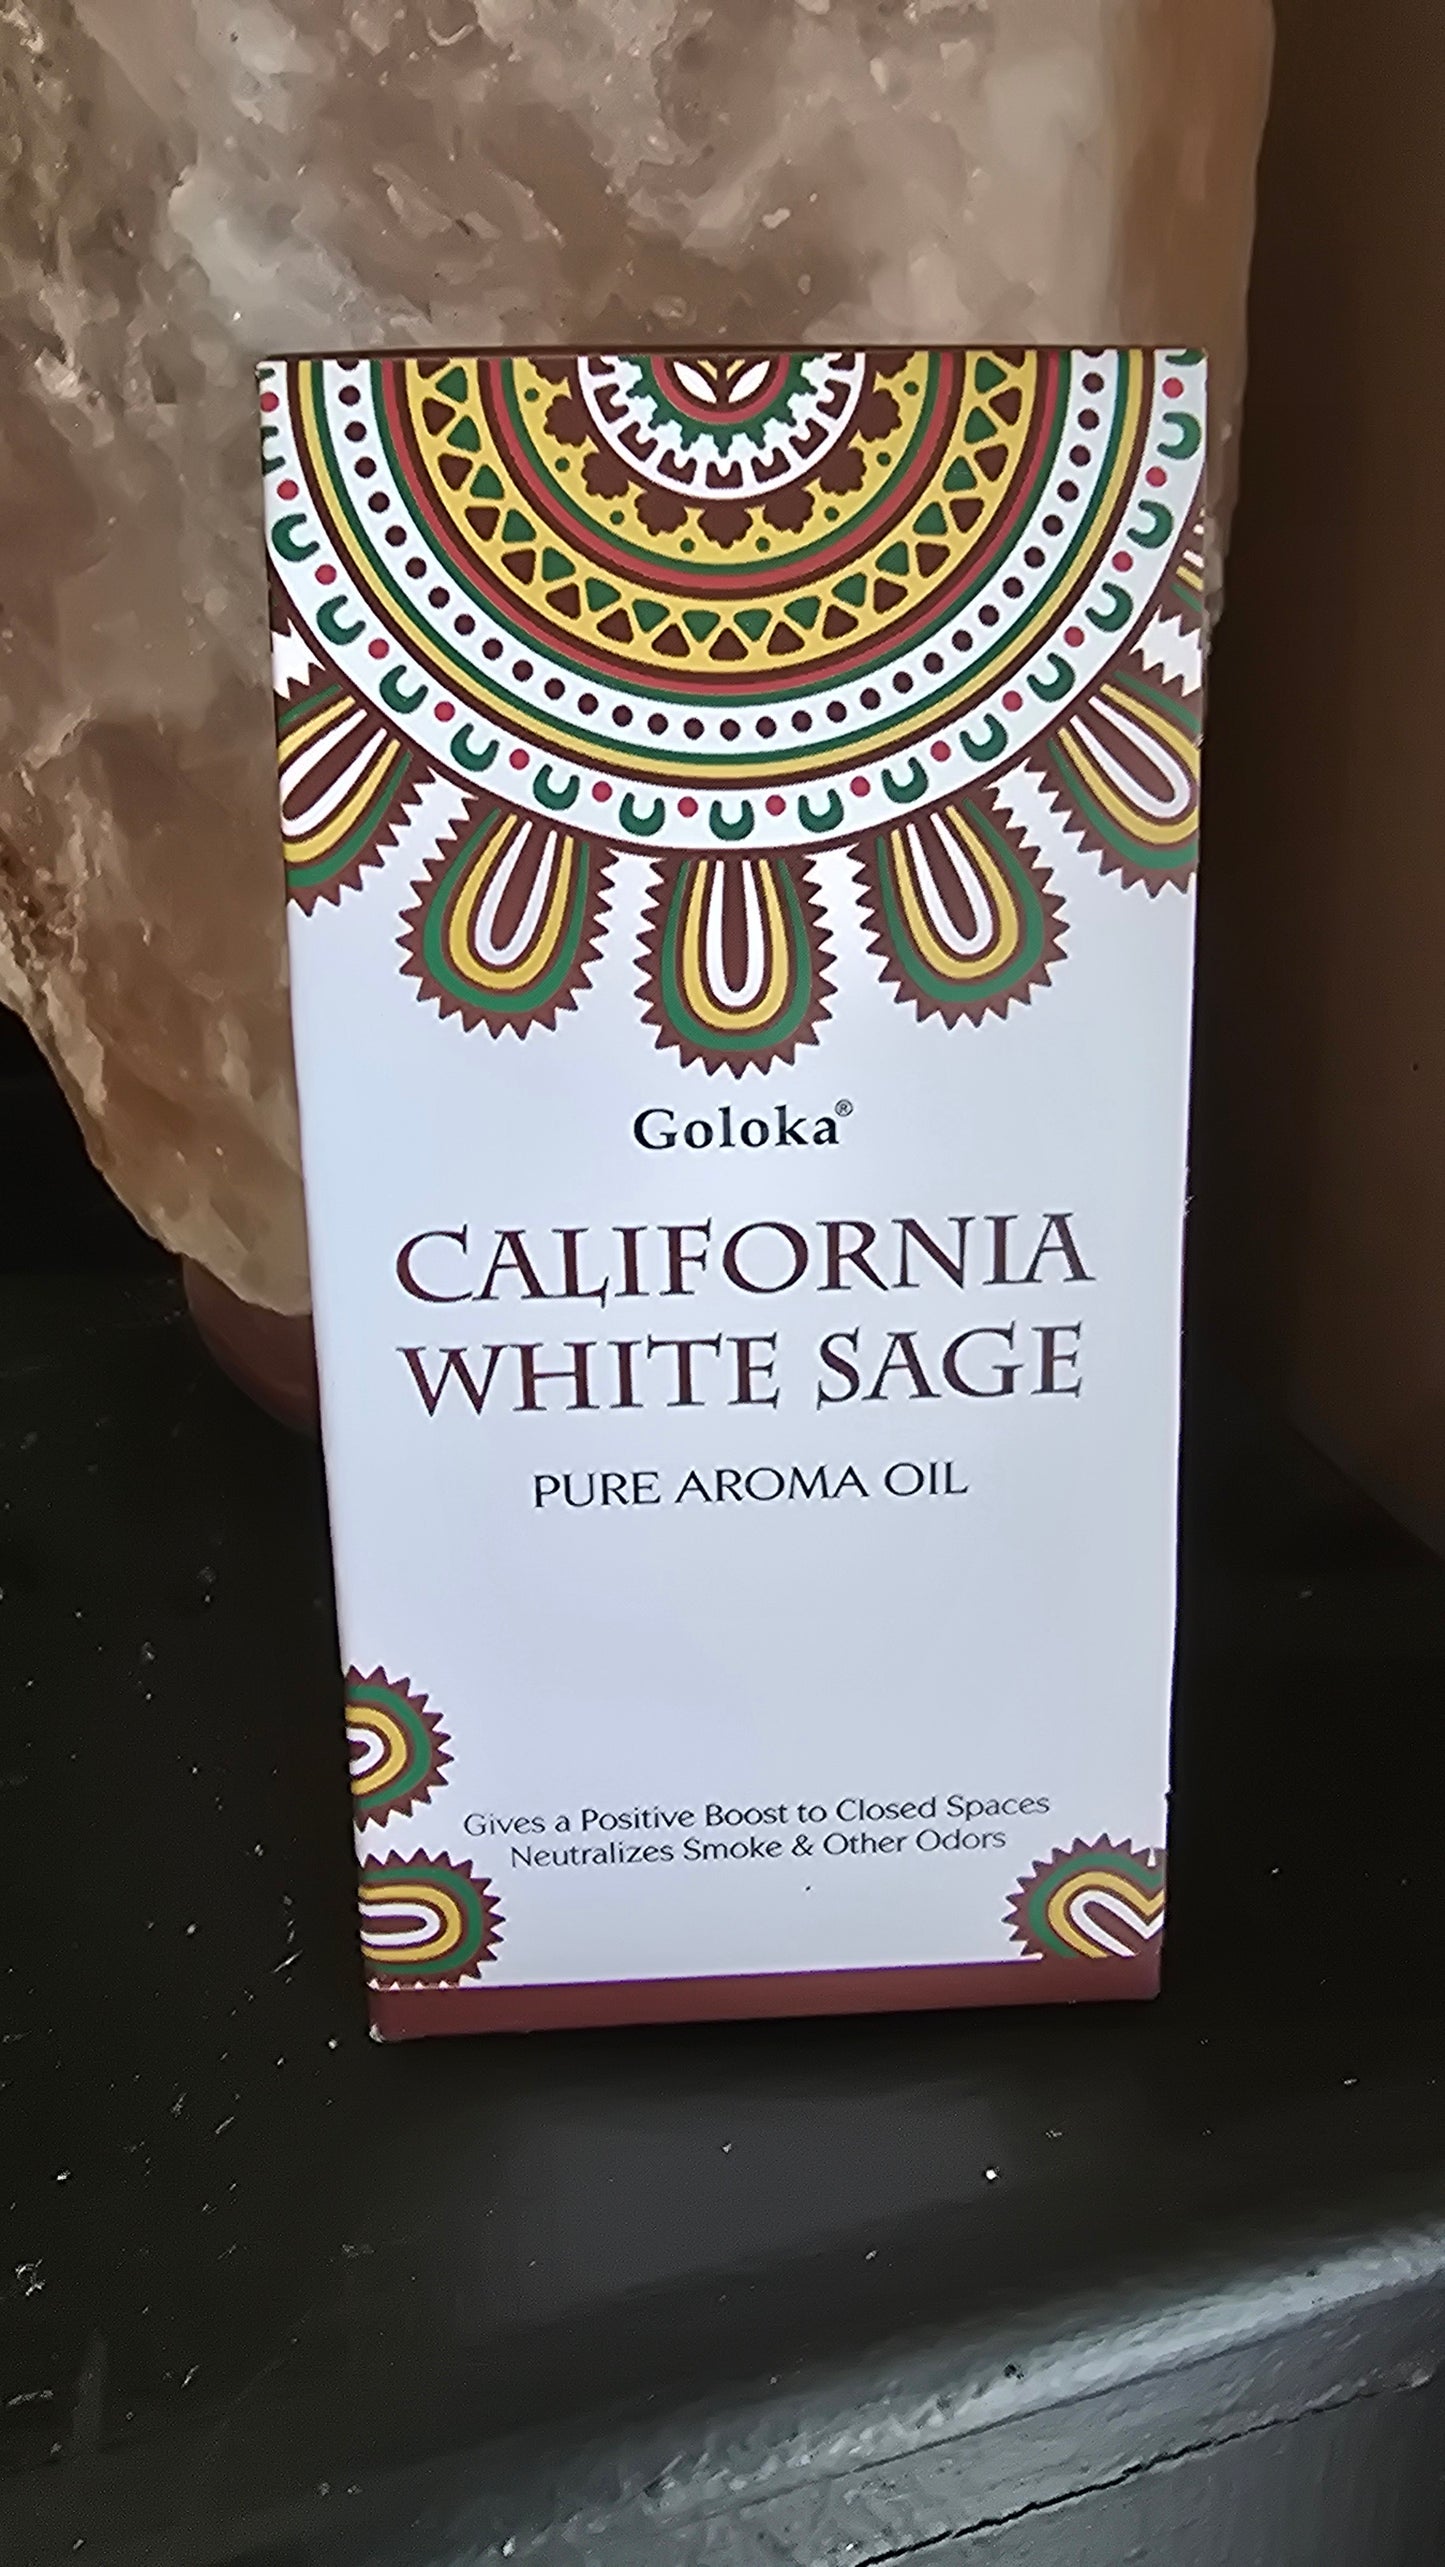 Goloka®
CALIFORNIA
WHITE SAGE
PURE AROMA OIL
Gives a Positive Boost to Closed Spaces
Neutralizes Smoke & Other Odors